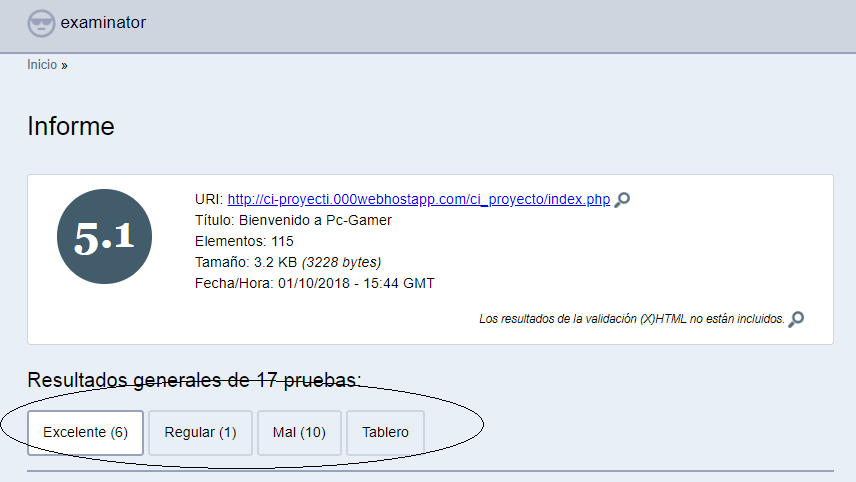 examinator
Inicio »
Informe
5.1
URI: http://ci-proyecti.000webhostapp.com/ci_proyecto/index.php
Título: Bienvenido a Pc-Gamer
Elementos: 115
Tamaño: 3.2 KB (3228 bytes)
Fecha/Hora: 01/10/2018 - 15:44 GMT
Los resultados de la validación (X)HTML no están incluidos.
Resultados generales de 17 pruebas:
Excelente (6) Regular (1) Mal (10) Tablero